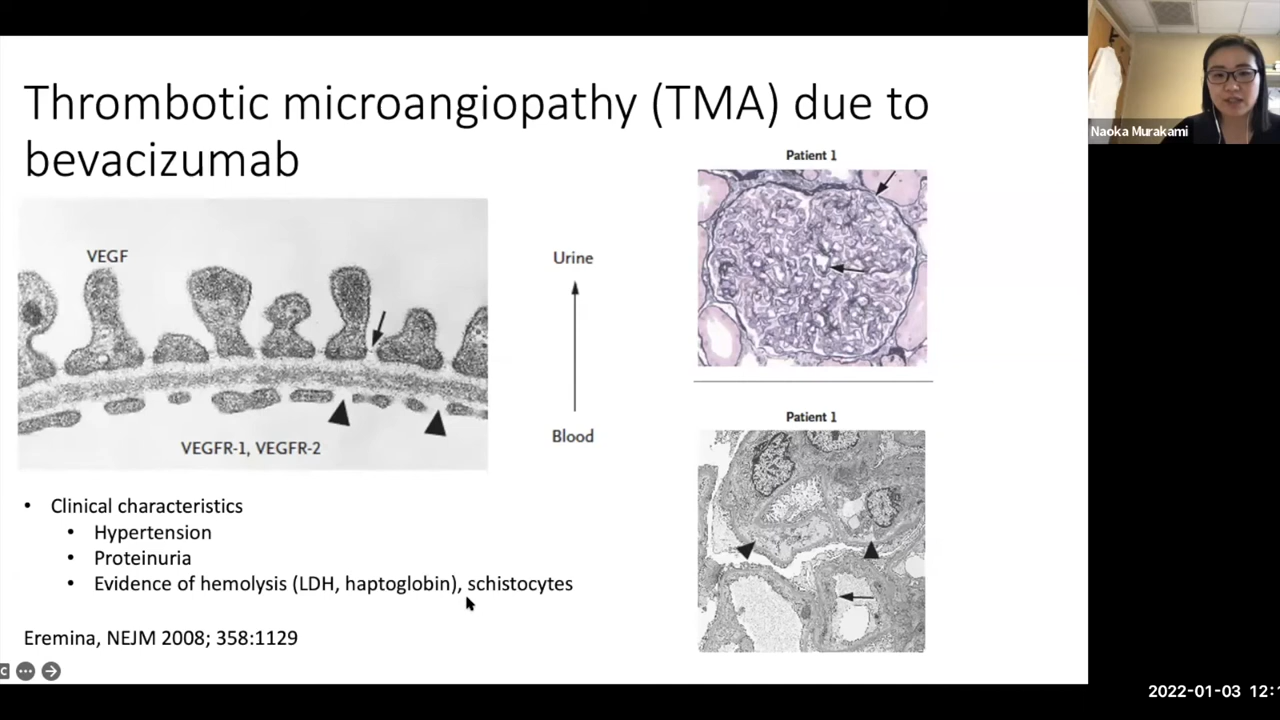 Thrombotic microangiopathy (TMA) due to
bevacizumab
Patient 1
VEGF
Urine
Blood
VEGFR-1, VEGFR-2
Patient 1
• Clinical characteristics
• Hypertension
• Proteinuria
• Evidence of hemolysis (LDH, haptoglobin), schistocytes
Eremina, NEJM 2008; 358:1129
Naoka Murakami
2022-01-03